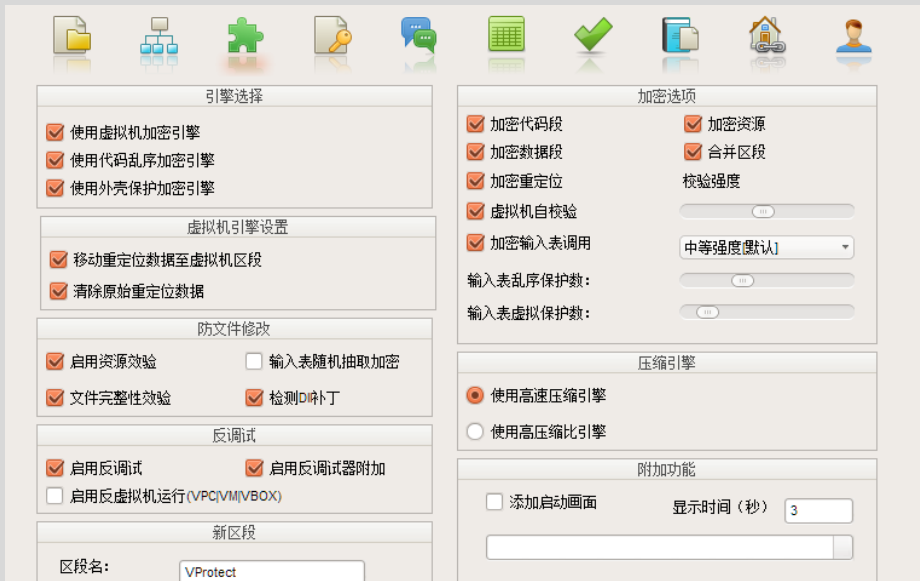 引擎选择
使用虚拟机加密引擎
使用代码乱序加密引擎
使用外壳保护加密引擎
虚拟机引擎设置
移动重定位数据至虚拟机区段
清除原始重定位数据
防文件修改
启用资源效验 输入表随机抽取加密
文件完整性效验 检测Dll补丁
反调试
启用反调试 启用反调试器附加
启用反虚拟机运行(VPC|VM|VBOX)
新区段
区段名: VProtect
加密选项
加密代码段 加密资源
加密数据段 合并区段
加密重定位 校验强度
虚拟机自校验
加密输入表调用 中等强度[默认]
输入表乱序保护数:
输入表虚拟保护数:
压缩引擎
使用高速压缩引擎
使用高压缩比引擎
附加功能
添加启动画面 显示时间（秒） 3